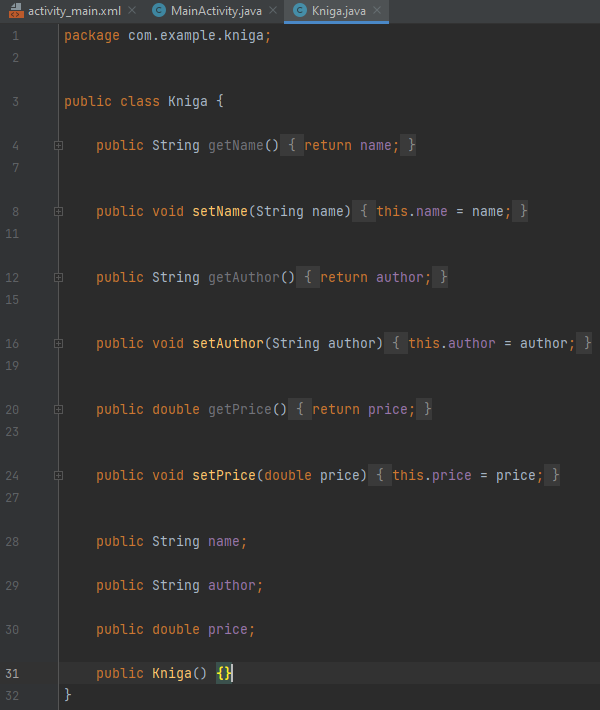 activity_main.xml MainActivity.java Kniga.java
1 package com.example.kniga;
2
3 public class Kniga {
4 public String getName() { return name; }
7
8 public void setName(String name) { this.name = name; }
11
12 public String getAuthor() { return author; }
15
16 public void setAuthor(String author) { this.author = author; }
19
20 public double getPrice() { return price; }
23
24 public void setPrice(double price) { this.price = price; }
27
28 public String name;
29 public String author;
30 public double price;
31 public Kniga() {}
32 }